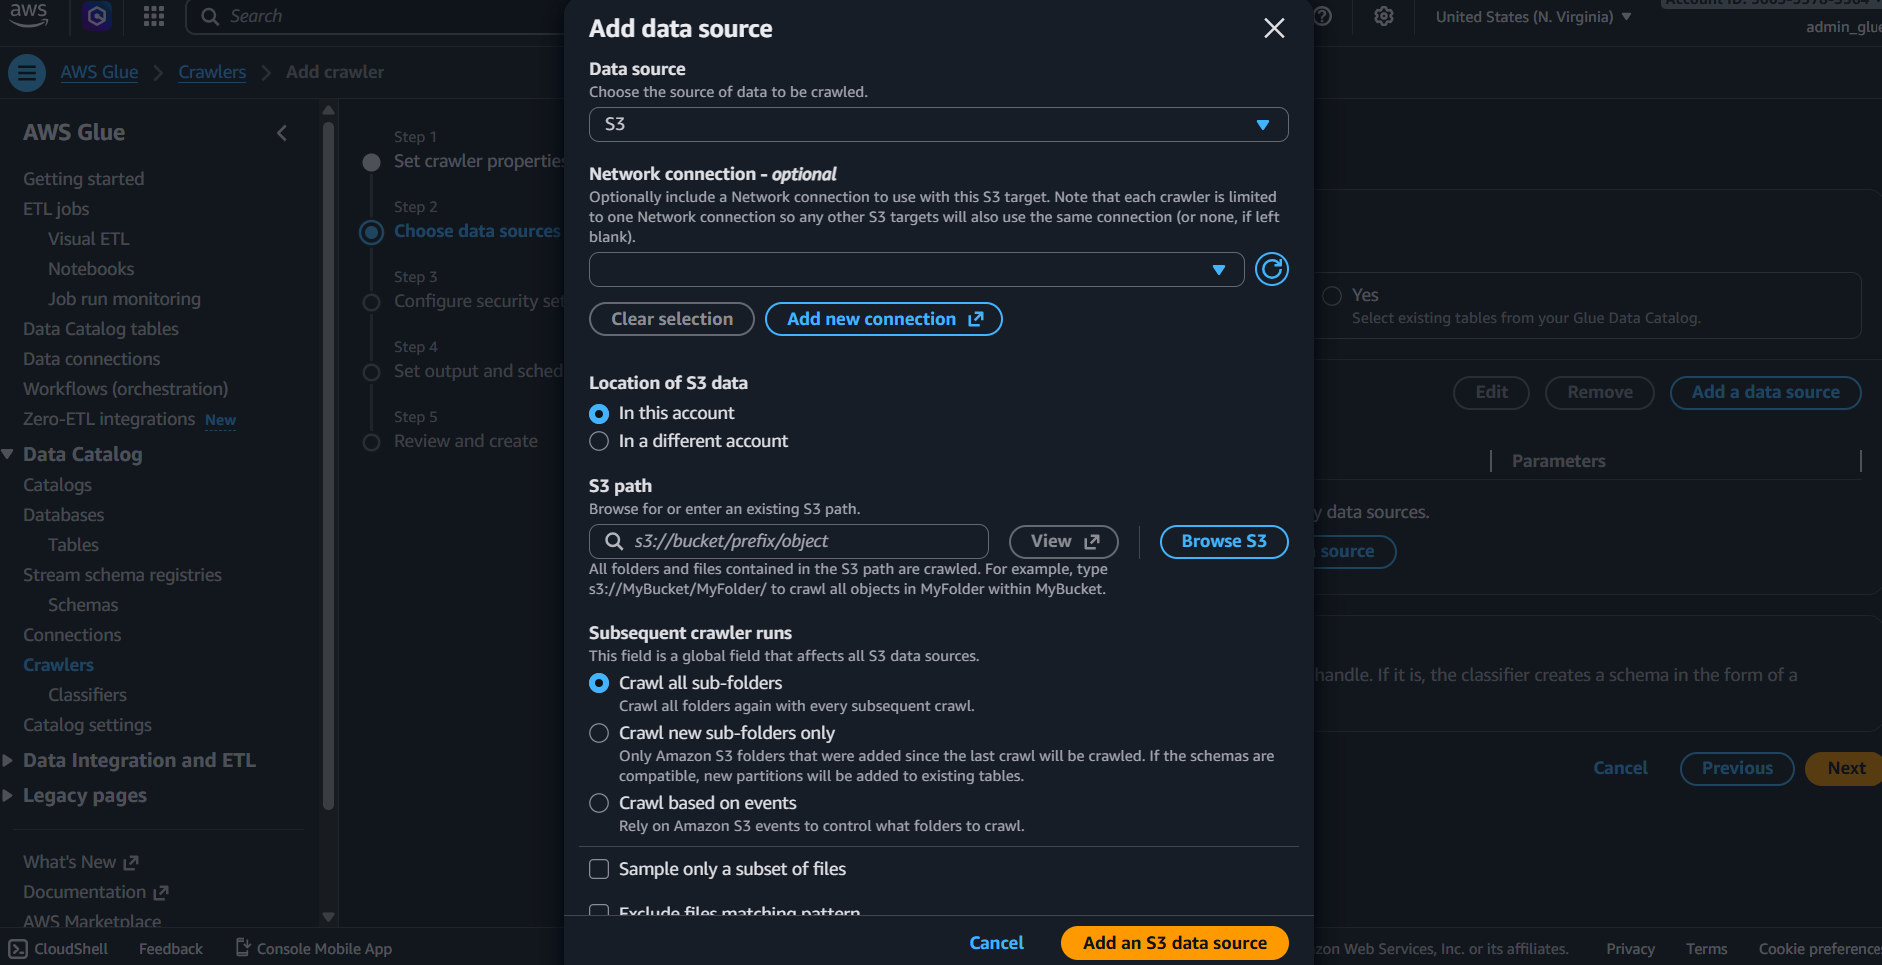 aws
Search
United States (N. Virginia)
admin_glue
AWS Glue
Crawlers
Add crawler
AWS Glue
Getting started
ETL jobs
Visual ETL
Notebooks
Job run monitoring
Data Catalog tables
Data connections
Workflows (orchestration)
Zero-ETL integrations New
Data Catalog
Catalogs
Databases
Tables
Stream schema registries
Schemas
Connections
Crawlers
Classifiers
Catalog settings
Data Integration and ETL
Legacy pages
What's New
Documentation
AWS Marketplace
Step 1
Set crawler properties
Step 2
Choose data sources
Step 3
Configure security set
Step 4
Set output and sched
Step 5
Review and create
Add data source
Data source
Choose the source of data to be crawled.
S3
Network connection - optional
Optionally include a Network connection to use with this S3 target. Note that each crawler is limited
to one Network connection so any other S3 targets will also use the same connection (or none, if left
blank).
Clear selection
Add new connection
Location of S3 data
In this account
In a different account
S3 path
Browse for or enter an existing S3 path.
s3://bucket/prefix/object
View
Browse S3
All folders and files contained in the S3 path are crawled. For example, type
s3://MyBucket/MyFolder/ to crawl all objects in MyFolder within MyBucket.
Subsequent crawler runs
This field is a global field that affects all S3 data sources.
Crawl all sub-folders
Crawl all folders again with every subsequent crawl.
Crawl new sub-folders only
Only Amazon S3 folders that were added since the last crawl will be crawled. If the schemas are
compatible, new partitions will be added to existing tables.
Crawl based on events
Rely on Amazon S3 events to control what folders to crawl.
Sample only a subset of files
Exclude files matching pattern
Cancel
Add an S3 data source
Yes
Select existing tables from your Glue Data Catalog.
Edit
Remove
Add a data source
Parameters
y data sources.
source
handle. If it is, the classifier creates a schema in the form of a
Cancel
Previous
Next
CloudShell
Feedback
Console Mobile App
zon Web Services, Inc. or its affiliates.
Privacy
Terms
Cookie preferences